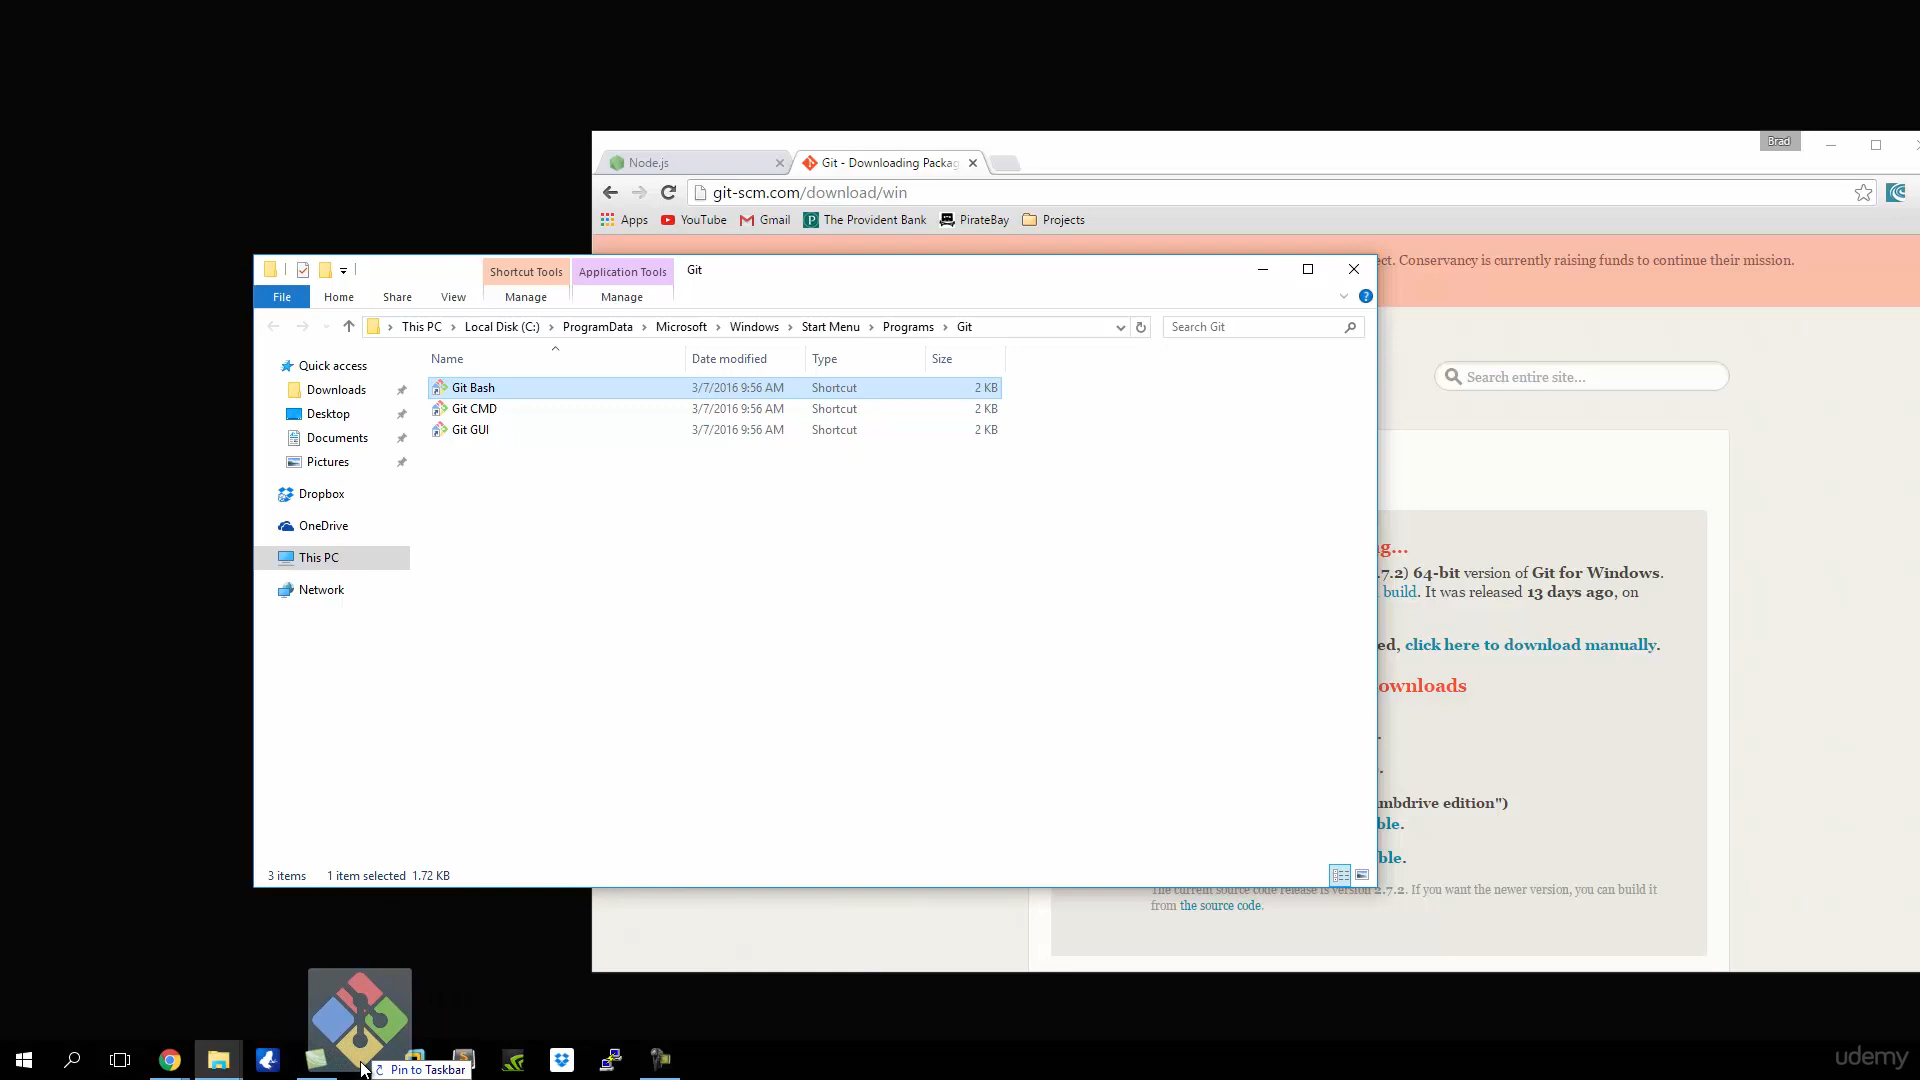 Brad
Node.js
Git - Downloading Packag
git-scm.com/download/win
Apps YouTube Gmail The Provident Bank PirateBay Projects
ct. Conservancy is currently raising funds to continue their mission.
Shortcut Tools Application Tools Git
File Home Share View Manage Manage
This PC Local Disk (C:) ProgramData Microsoft Windows Start Menu Programs Git Search Git
Name Date modified Type Size
Quick access
Downloads
Desktop
Documents
Pictures
Dropbox
OneDrive
This PC
Network
Git Bash 3/7/2016 9:56 AM Shortcut 2 KB
Git CMD 3/7/2016 9:56 AM Shortcut 2 KB
Git GUI 3/7/2016 9:56 AM Shortcut 2 KB
Search entire site...
g...
.7.2) 64-bit version of Git for Windows.
build. It was released 13 days ago, on
ed, click here to download manually.
ownloads
mbdrive edition")
ble.
ble.
3 items 1 item selected 1.72 KB
The current source code release is version 2.7.2. If you want the newer version, you can build it
from the source code.
Pin to Taskbar
udemy